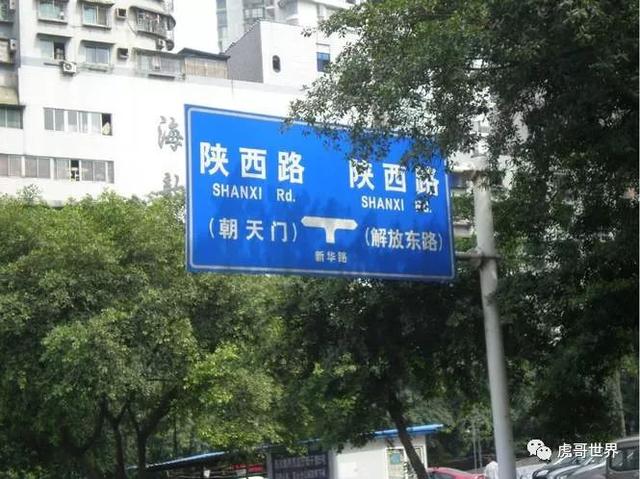 陕西路 陕西路
SHANXI Rd. SHANXI Rd.
(朝天门) (解放东路)
新华路
海
虎哥世界